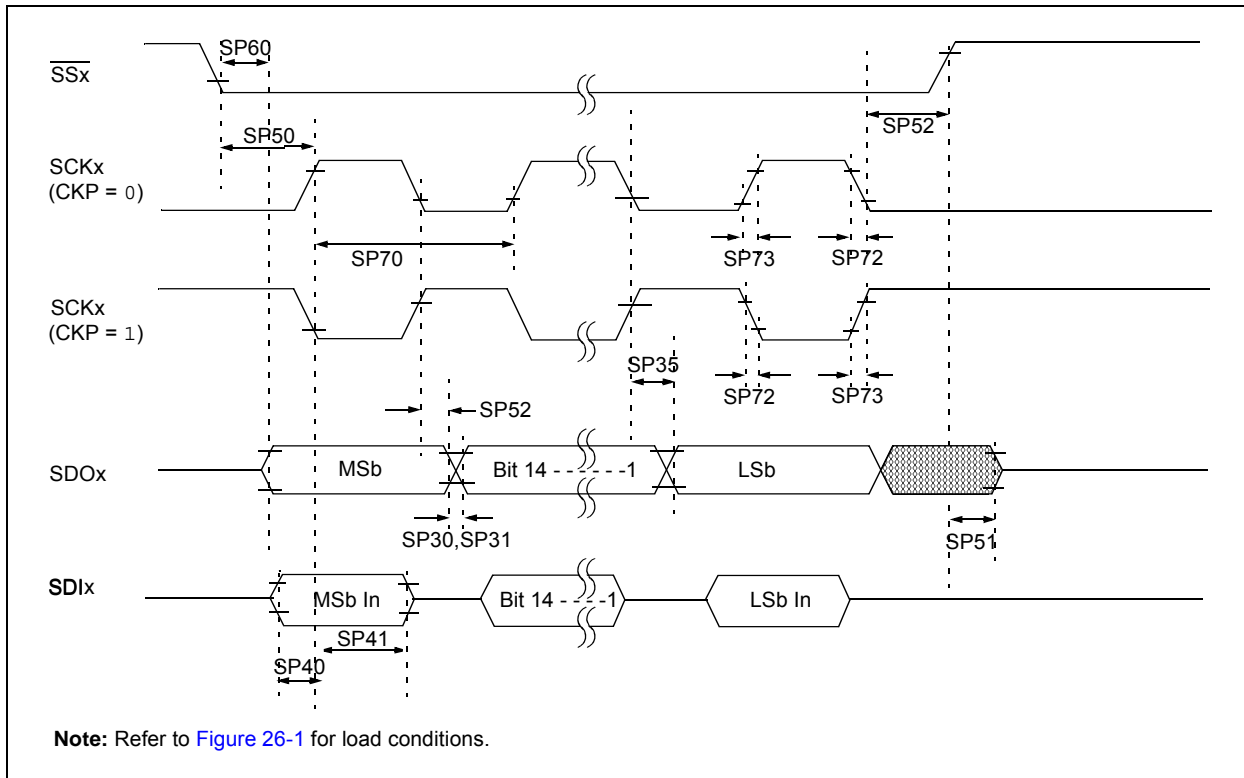 SP60
SSx
SP50
SP52
SCKx
(CKP = 0)
SP70
SP73
SP72
SCKx
(CKP = 1)
SP35
SP72
SP73
SP52
SDOx
MSb
Bit 14 - - - - - -1
LSb
SP30,SP31
SP51
SDIx
MSb In
Bit 14 - - - -1
LSb In
SP41
SP40
Note: Refer to Figure 26-1 for load conditions.